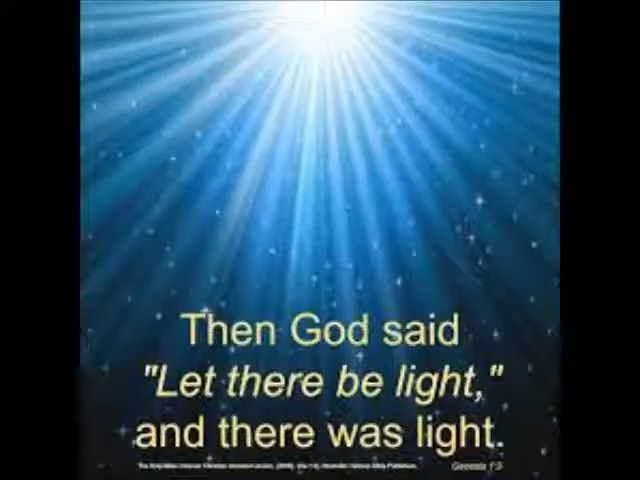 Then God said
"Let there be light,"
and there was light.
Genesis 1:3